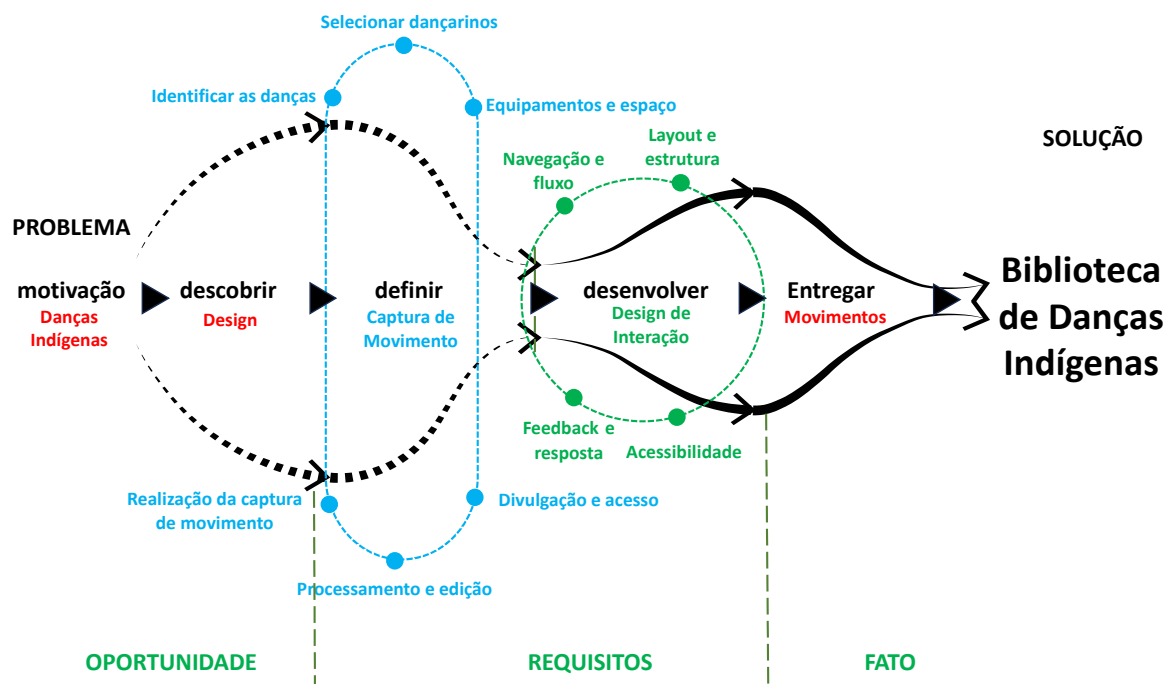 Selecionar dançarinos
Identificar as danças
Equipamentos e espaço
Layout e
estrutura
SOLUÇÃO
Navegação e
fluxo
PROBLEMA
motivação
Danças
Indígenas
descobrir
Design
definir
Captura de
Movimento
desenvolver
Design de
Interação
Entregar
Movimentos
Biblioteca
de Danças
Indígenas
Feedback e
resposta
Acessibilidade
Realização da captura
de movimento
Divulgação e acesso
Processamento e edição
OPORTUNIDADE
REQUISITOS
FATO